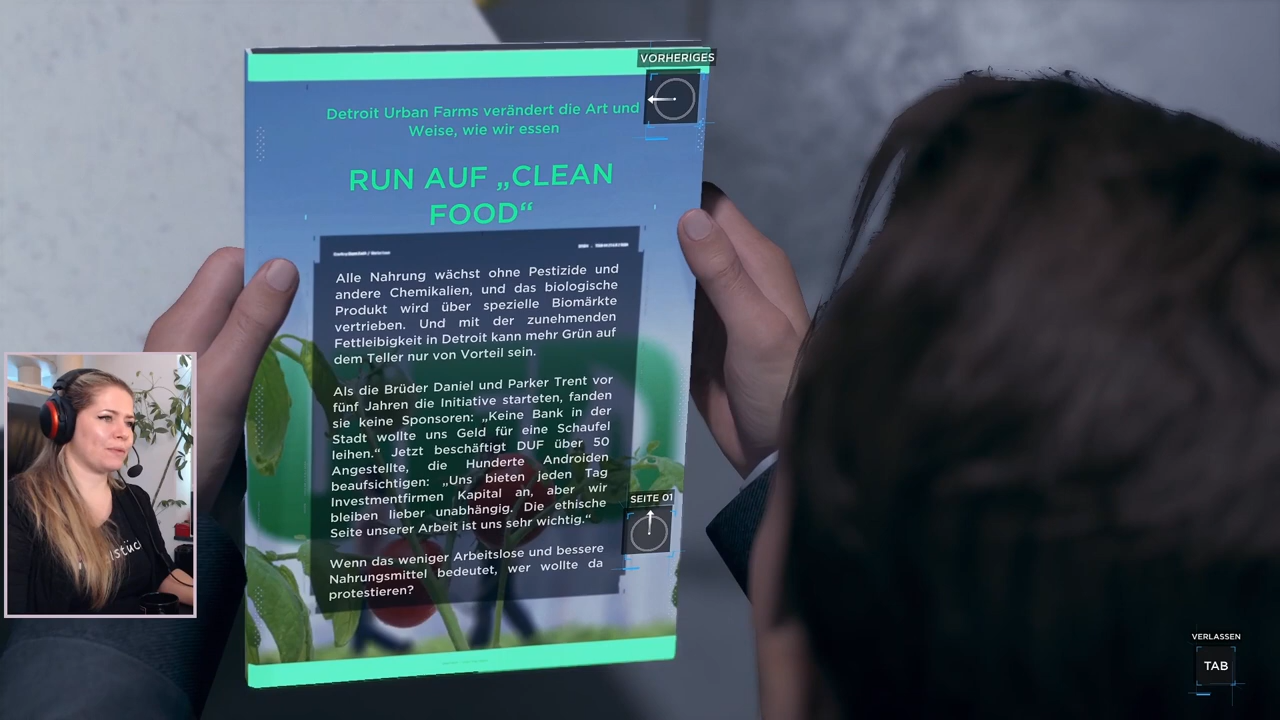 VORHERIGES
Detroit Urban Farms verändert die Art und
Weise, wie wir essen
RUN AUF „CLEAN
FOOD“
Alle Nahrung wächst ohne Pestizide und
andere Chemikalien, und das biologische
Produkt wird über spezielle Biomärkte
vertrieben. Und mit der zunehmenden
Fettleibigkeit in Detroit kann mehr Grün auf
dem Teller nur von Vorteil sein.
Als die Brüder Daniel und Parker Trent vor
fünf Jahren die Initiative starteten, fanden
sie keine Sponsoren: „Keine Bank in der
Stadt wollte uns Geld für eine Schaufel
leihen.“ Jetzt beschäftigt DUF über 50
Angestellte, die Hunderte Androiden
beaufsichtigen: „Uns bieten jeden Tag
Investmentfirmen Kapital an, aber wir
bleiben lieber unabhängig. Die ethische
Seite unserer Arbeit ist uns sehr wichtig.“
SEITE 01
Wenn das weniger Arbeitslose und bessere
Nahrungsmittel bedeutet, wer wollte da
protestieren?
VERLASSEN
TAB